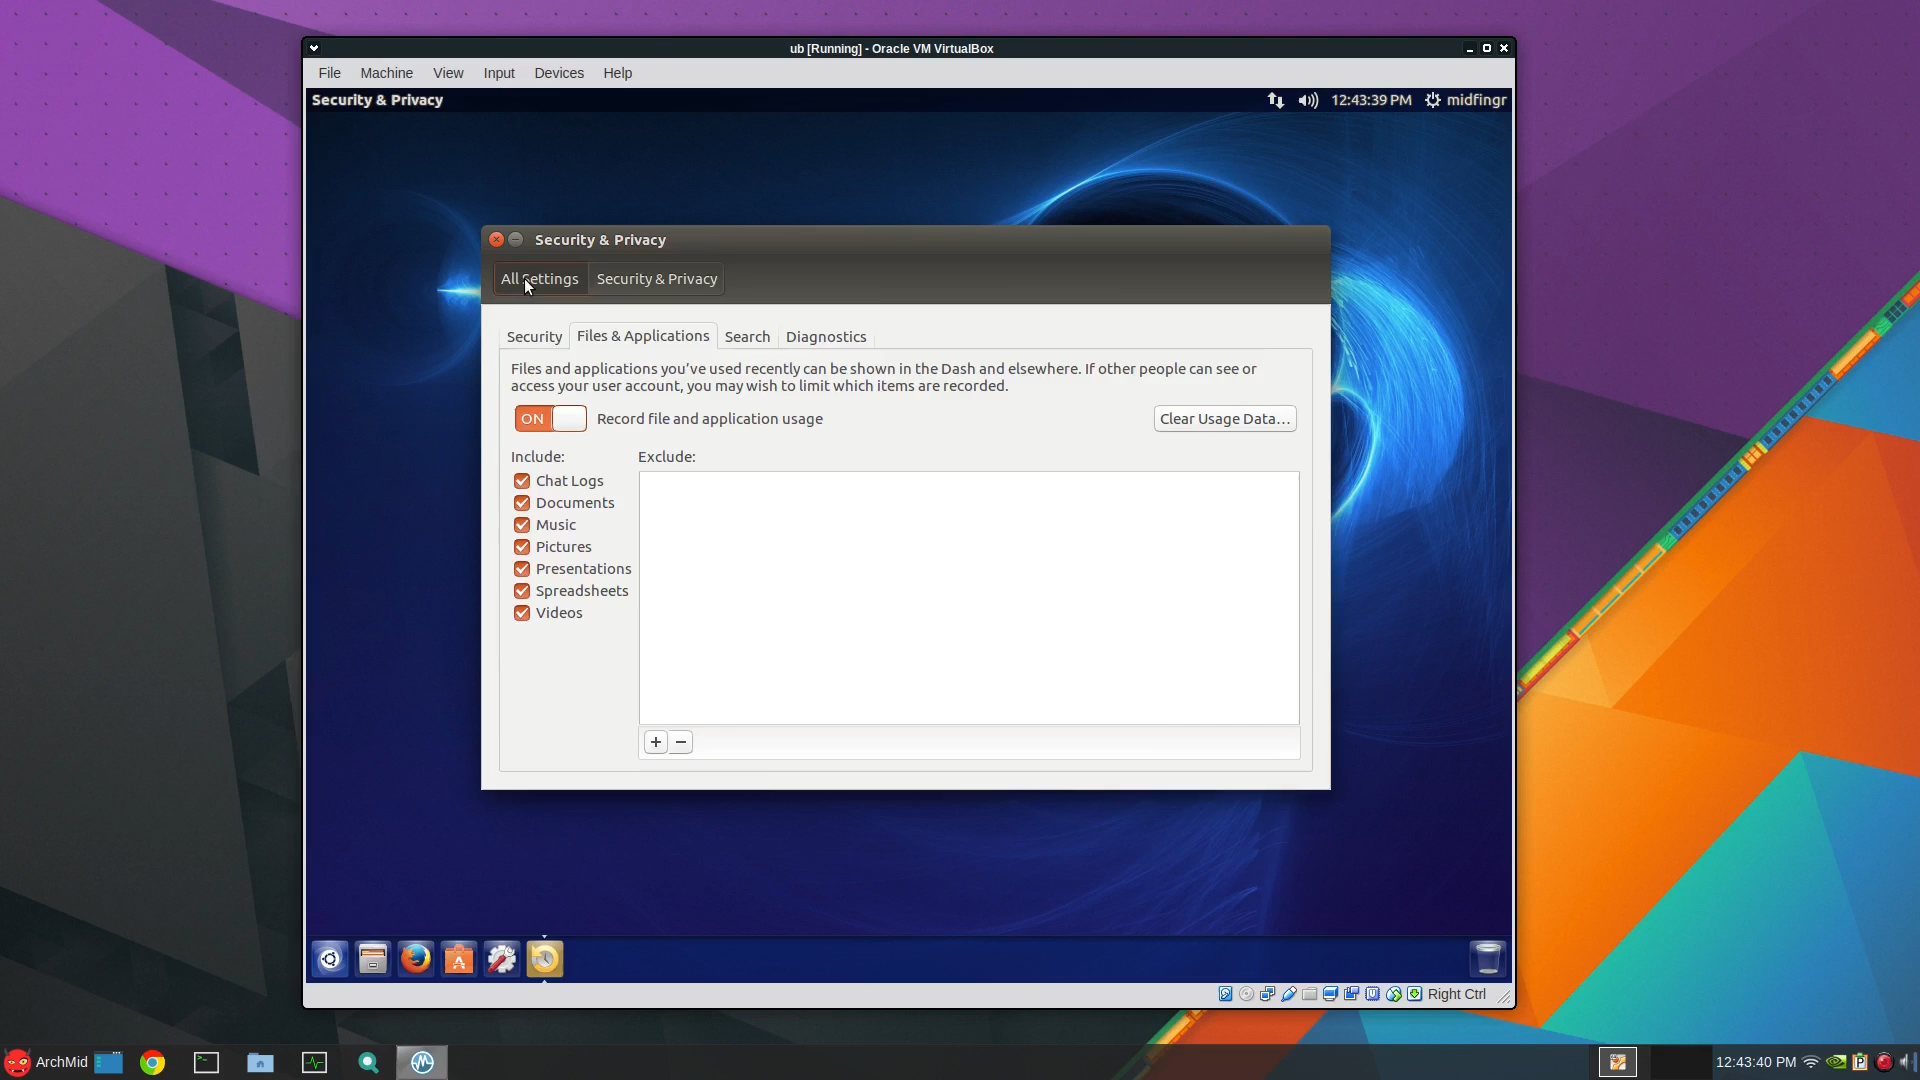 ub [Running] - Oracle VM VirtualBox
File Machine View Input Devices Help
Security & Privacy 12:43:39 PM midfingr
Security & Privacy
All Settings Security & Privacy
Security Files & Applications Search Diagnostics
Files and applications you've used recently can be shown in the Dash and elsewhere. If other people can see or
access your user account, you may wish to limit which items are recorded.
ON Record file and application usage Clear Usage Data...
Include: Exclude:
Chat Logs
Documents
Music
Pictures
Presentations
Spreadsheets
Videos
Right Ctrl
ArchMid 12:43:40 PM